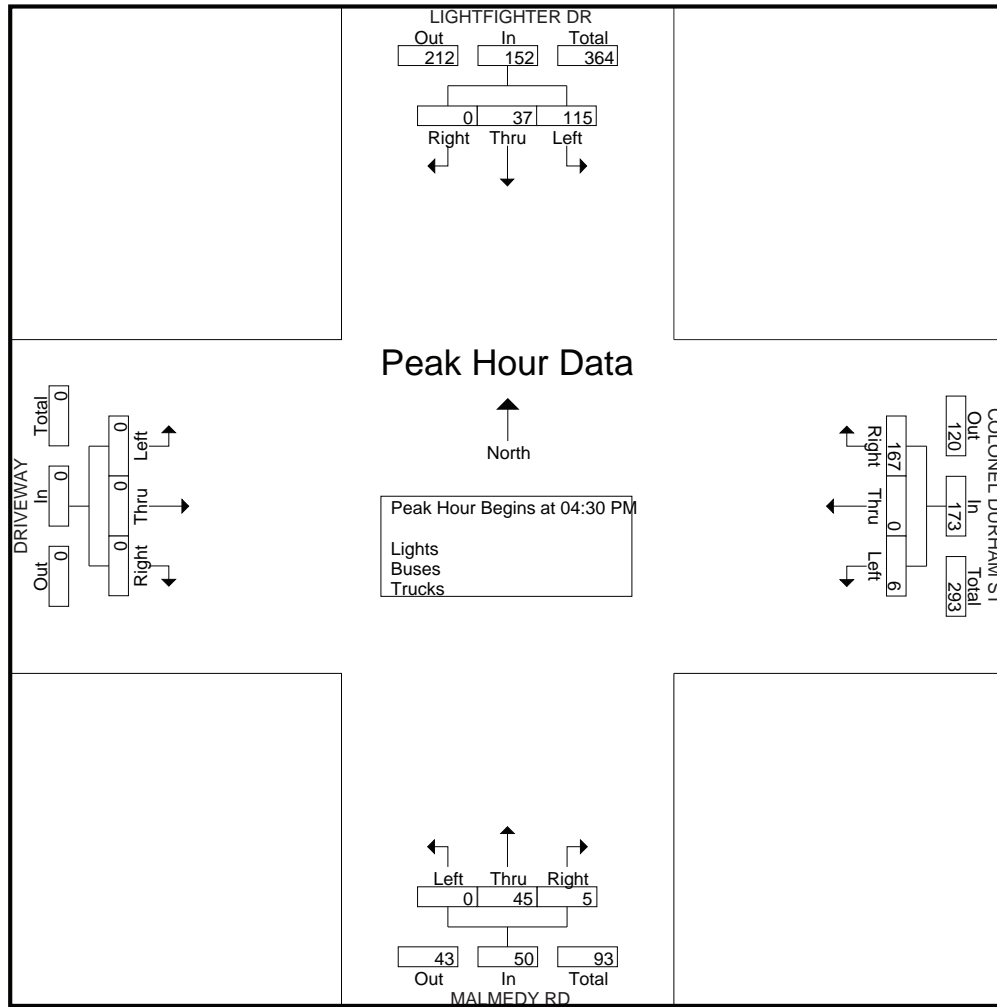 LIGHTFIGHTER DR
Out In Total
212 152 364
0 37 115
Right Thru Left
Peak Hour Data
North
Peak Hour Begins at 04:30 PM
Lights
Buses
Trucks
DRIVEWAY
Total In Out
0 0 0
0 0 0
Left Thru Right
COLONEL DURHAM ST
Out In Total
120 173 293
167 0 6
Right Thru Left
Left Thru Right
0 45 5
43 50 93
Out In Total
MALMEDY RD